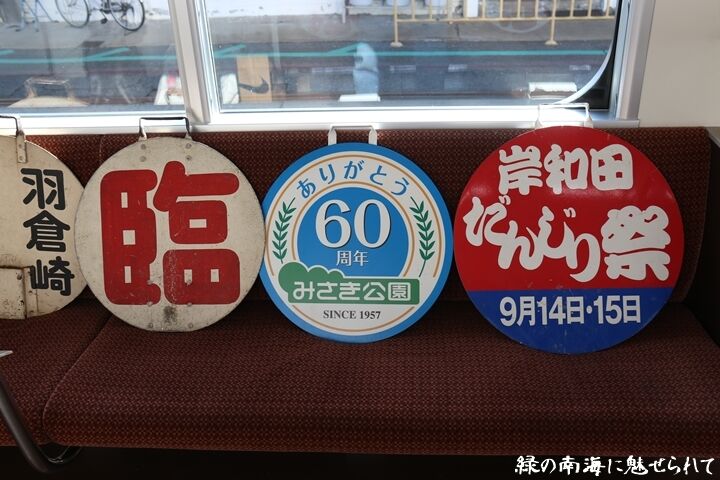 羽倉崎
臨
ありがとう
60
周年
みさき公園
SINCE 1957
岸和田
だんじり祭
9月14日・15日
緑の南海に魅せられて